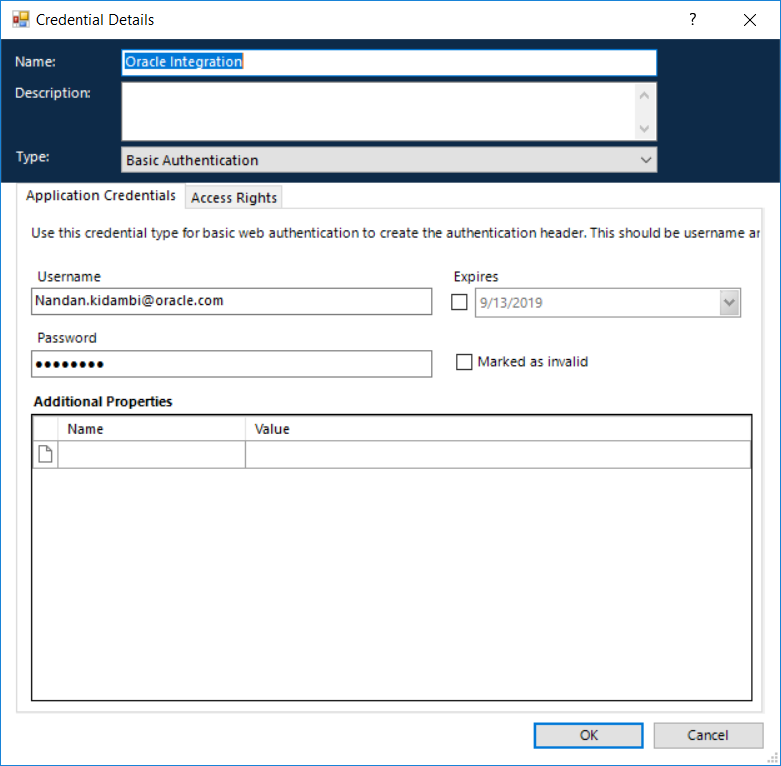 Credential Details ?
Name: Oracle Integration
Description:
Type: Basic Authentication
Application Credentials Access Rights
Use this credential type for basic web authentication to create the authentication header. This should be username ar
Username Expires
Nandan.kidambi@oracle.com 9/13/2019
Password
●●●●●●●● Marked as invalid
Additional Properties
Name Value
OK Cancel